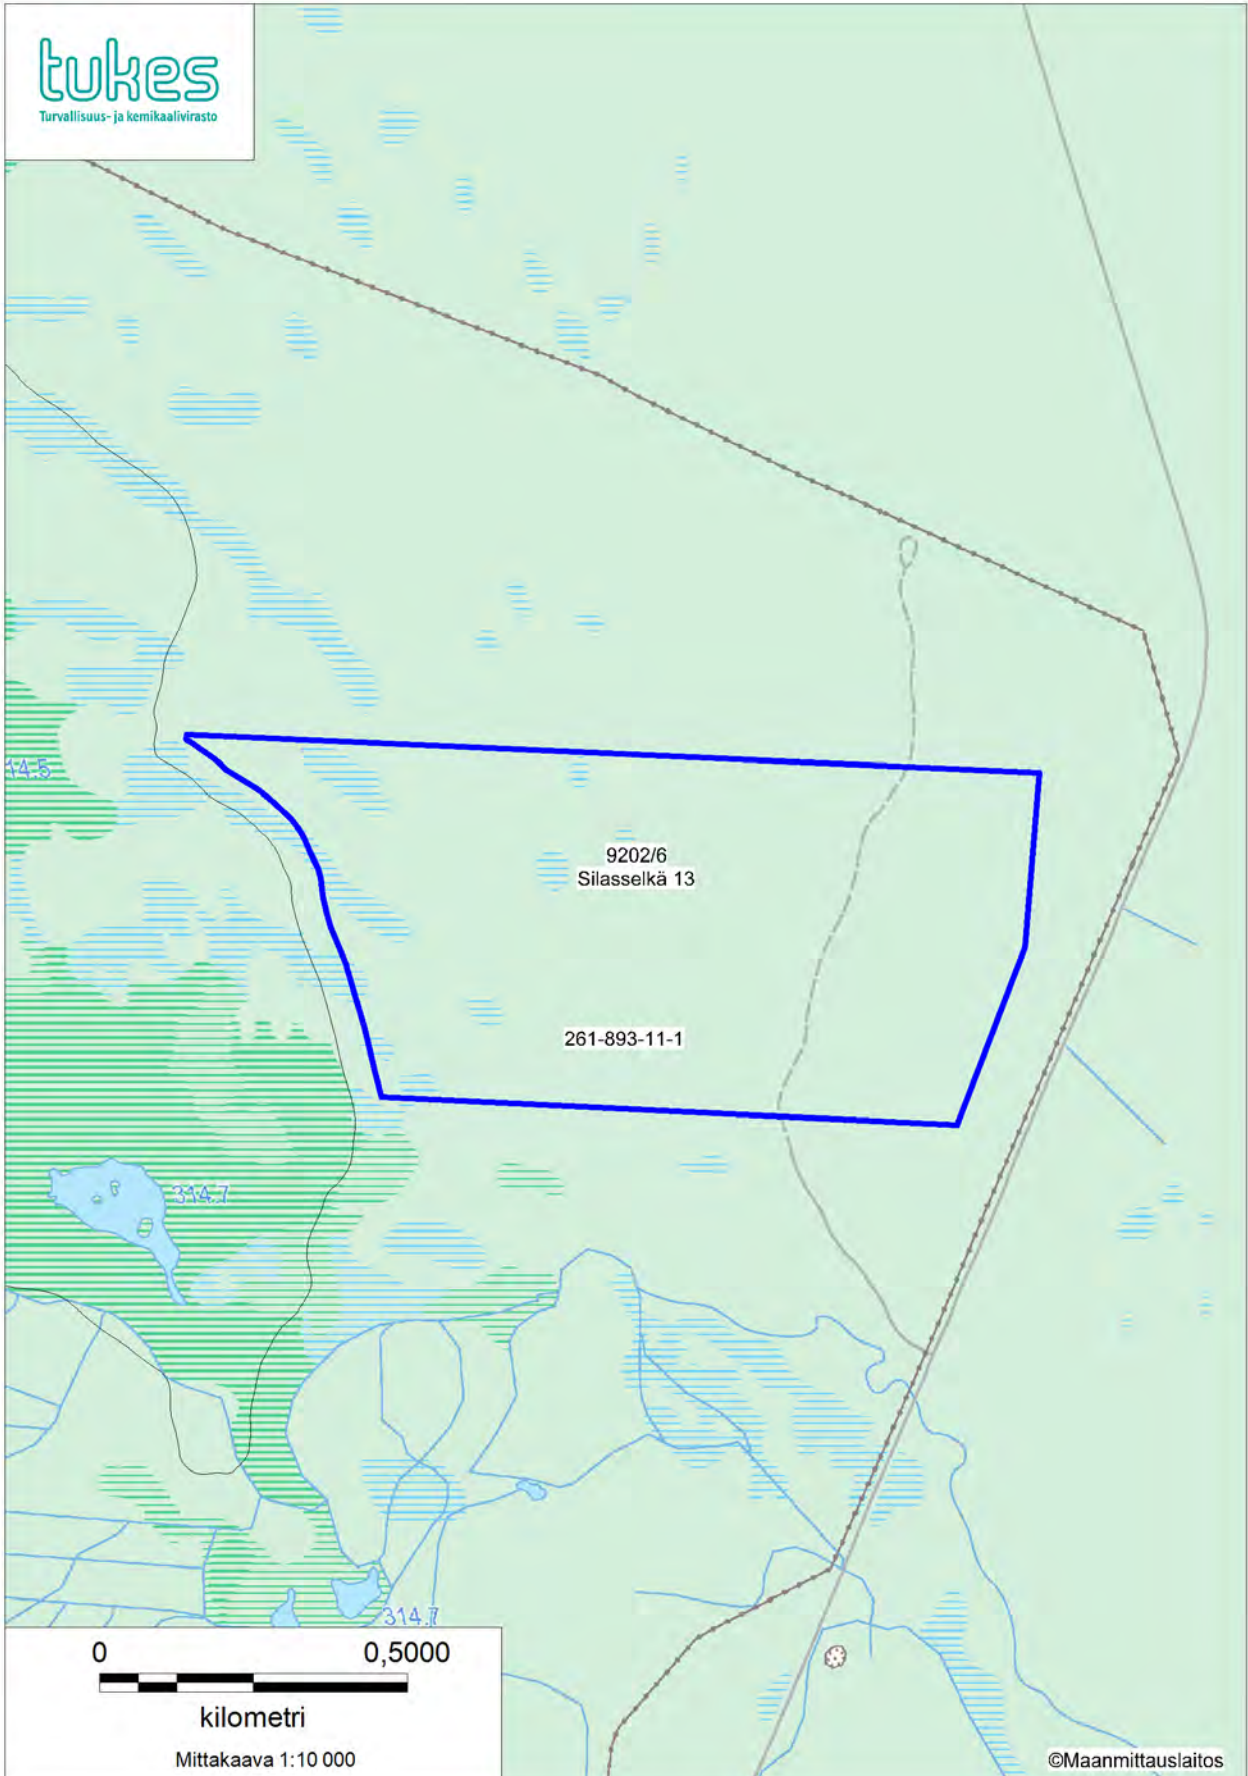 tukes
Turvallisuus- ja kemikaalivirasto
14.5
9202/6
Silasselkä 13
261-893-11-1
314.7
314.7
0 0,5000
kilometri
Mittakaava 1:10 000
©Maanmittauslaitos